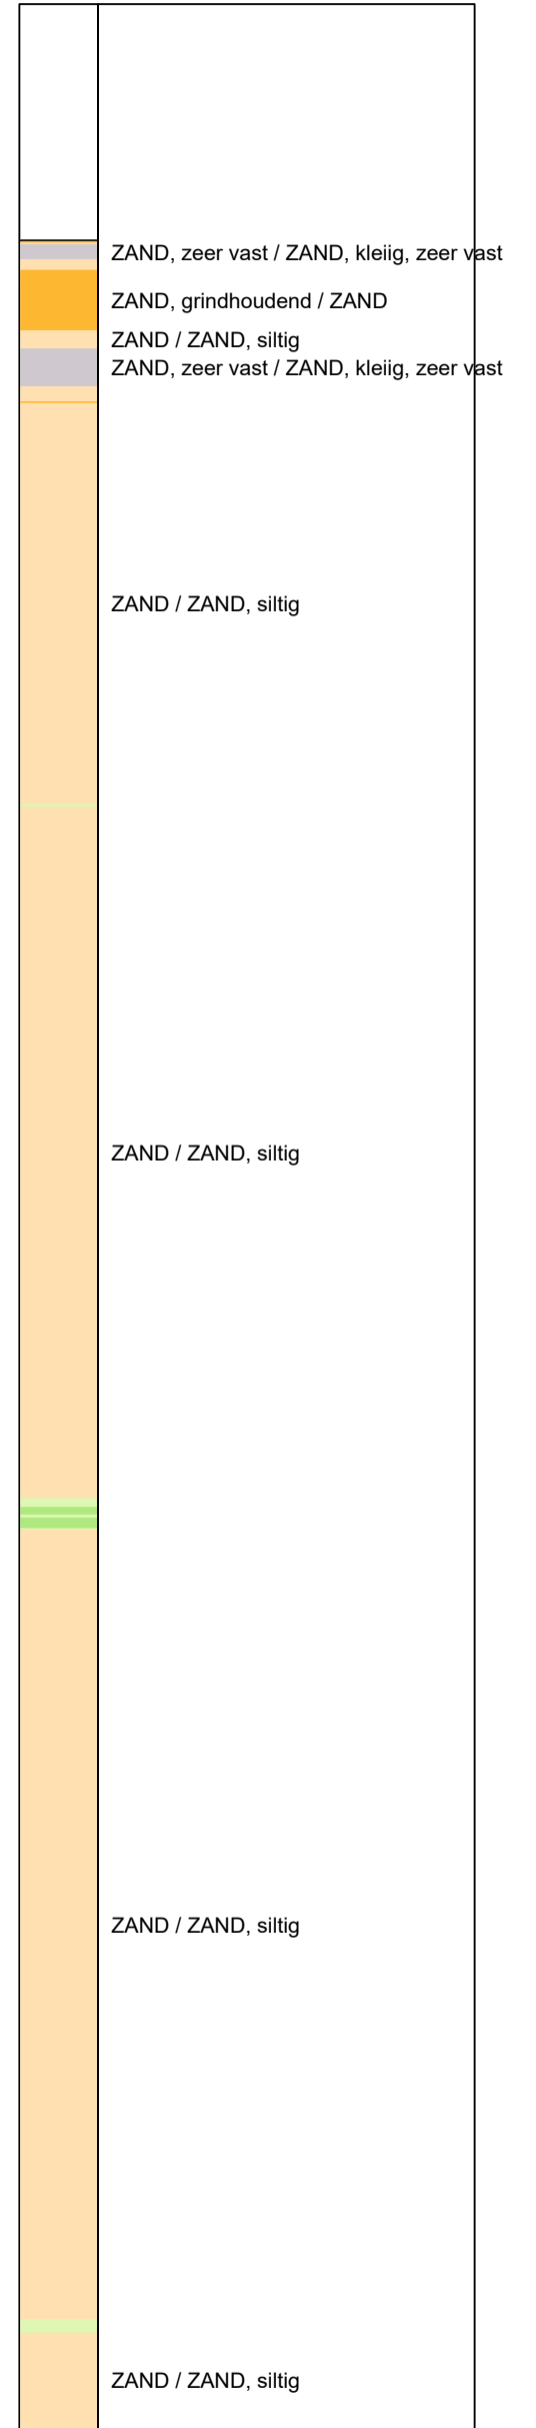 ZAND, zeer vast / ZAND, kleiig, zeer vast
ZAND, grindhoudend / ZAND
ZAND / ZAND, siltig
ZAND, zeer vast / ZAND, kleiig, zeer vast
ZAND / ZAND, siltig
ZAND / ZAND, siltig
ZAND / ZAND, siltig
ZAND / ZAND, siltig